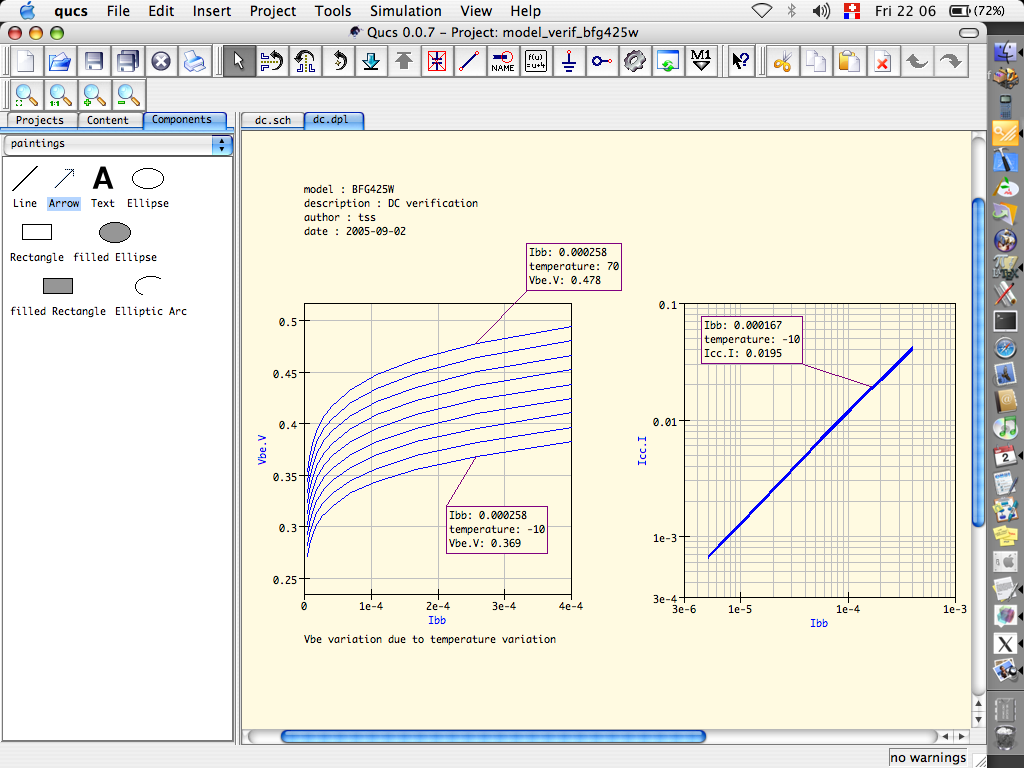 qucs File Edit Insert Project Tools Simulation View Help Fri 22 06 (72%)
Qucs 0.0.7 - Project: model_verif_bfg425w
NAME
f(ω)
=u+4
M1
1:1
Projects Content Components
dc.sch dc.dpl
paintings
A
Line Arrow Text Ellipse
Rectangle filled Ellipse
filled Rectangle Elliptic Arc
model : BFG425W
description : DC verification
author : tss
date : 2005-09-02
Ibb: 0.000258
temperature: 70
Vbe.V: 0.478
0.5
0.45
0.4
0.35
0.3
0.25
Vbe.V
Ibb: 0.000258
temperature: -10
Vbe.V: 0.369
0 1e-4 2e-4 3e-4 4e-4
Ibb
Vbe variation due to temperature variation
Ibb: 0.000167
temperature: -10
Icc.I: 0.0195
0.1
0.01
1e-3
3e-4
Icc.I
3e-6 1e-5 1e-4 1e-3
Ibb
2
X
no warnings